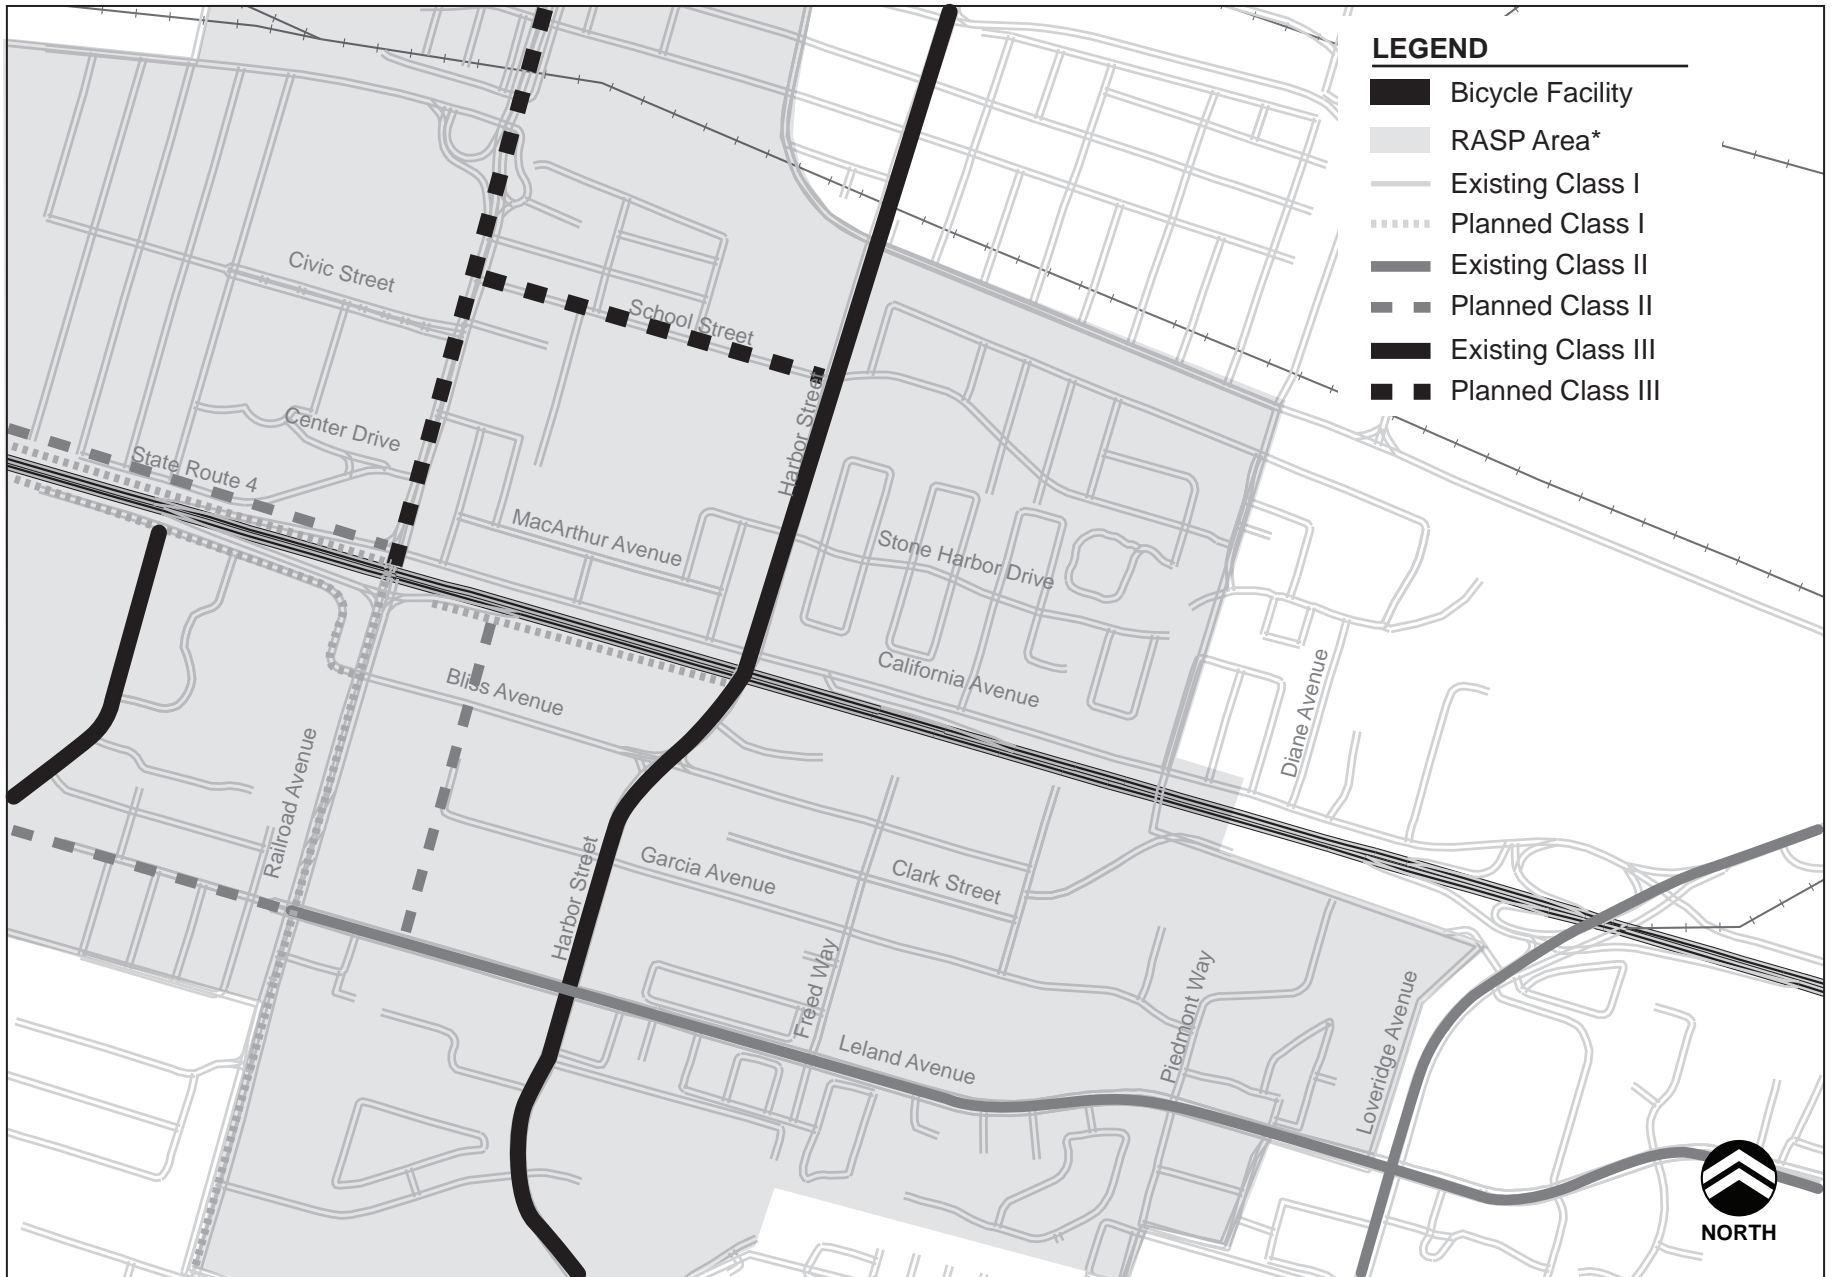 LEGEND
Bicycle Facility
RASP Area*
Existing Class I
Planned Class I
Existing Class II
Planned Class II
Existing Class III
Planned Class III
Civic Street
School Street
Center Drive
State Route 4
Harbor Street
MacArthur Avenue
Stone Harbor Drive
California Avenue
Bliss Avenue
Diane Avenue
Railroad Avenue
Harbor Street
Garcia Avenue
Clark Street
Freed Way
Piedmont Way
Loveridge Avenue
Leland Avenue
NORTH